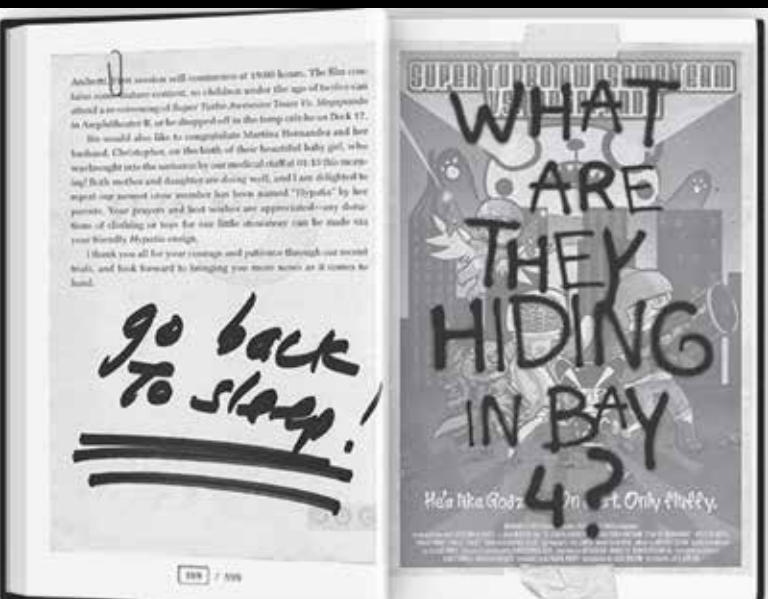 first session will commence at 19:00 hours. The film con-
tains some mature content, so children under the age of twelve can
attend a re-screening of Super Turbo Awesome Team Vs. Megapanda
in Amphitheater B, or be dropped off in the temp crèche on Deck 17.
We would also like to congratulate Martina Hernandez and her
husband, Christopher, on the birth of their beautiful baby girl, who
was brought into the universe by our medical staff at 01:13 this morn-
ing! Both mother and daughter are doing well, and I am delighted to
report our newest crew member has been named "Hypatia" by her
parents. Your prayers and best wishes are appreciated—any dona-
tions of clothing or toys for our little stowaway can be made via
your friendly Hypatia ensign.
I thank you all for your courage and patience through our recent
trials, and look forward to bringing you more news as it comes to
hand.
go back
To sleep!
/ 599
SUPER TURBO AWESOME TEAM
WHAT
ARE
THEY
HIDING
IN BAY
4?
He's like Godz st. Only fluffy.